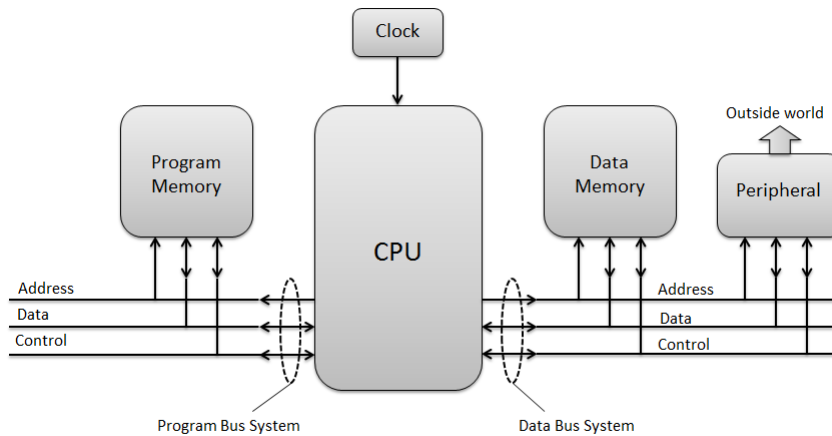 Clock
Outside world
Program
Memory
Data
Memory
Peripheral
CPU
Address
Data
Control
Address
Data
Control
Program Bus System
Data Bus System